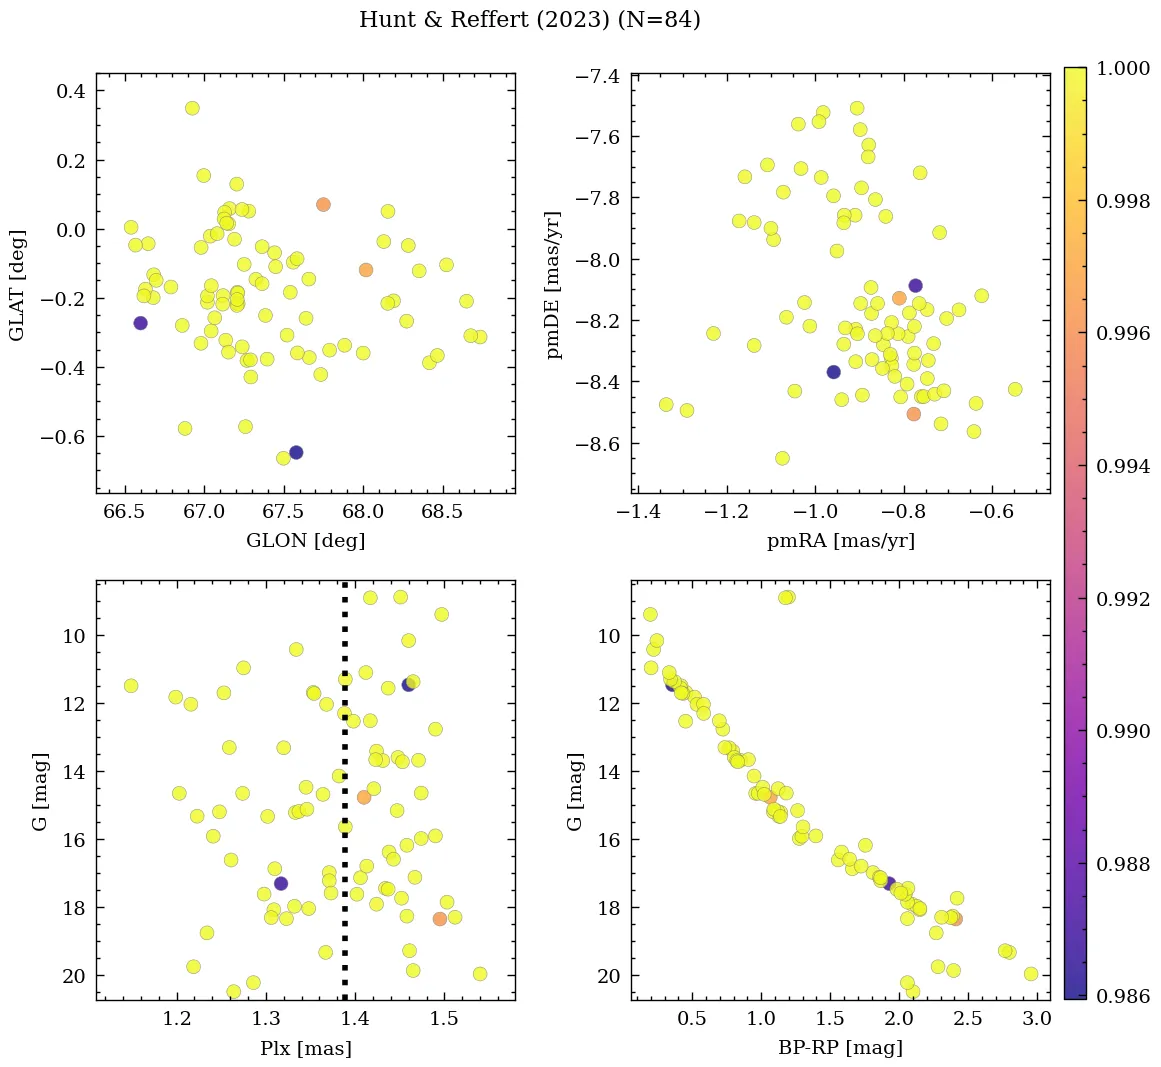 Hunt & Reffert (2023) (N=84)
0.4
0.2
0.0
−0.2
−0.4
−0.6
GLAT [deg]
66.5 67.0 67.5 68.0 68.5
GLON [deg]
−7.4
−7.6
−7.8
−8.0
−8.2
−8.4
−8.6
pmDE [mas/yr]
−1.4 −1.2 −1.0 −0.8 −0.6
pmRA [mas/yr]
10
12
14
16
18
20
G [mag]
1.2 1.3 1.4 1.5
Plx [mas]
10
12
14
16
18
20
G [mag]
0.5 1.0 1.5 2.0 2.5 3.0
BP-RP [mag]
1.000
0.998
0.996
0.994
0.992
0.990
0.988
0.986